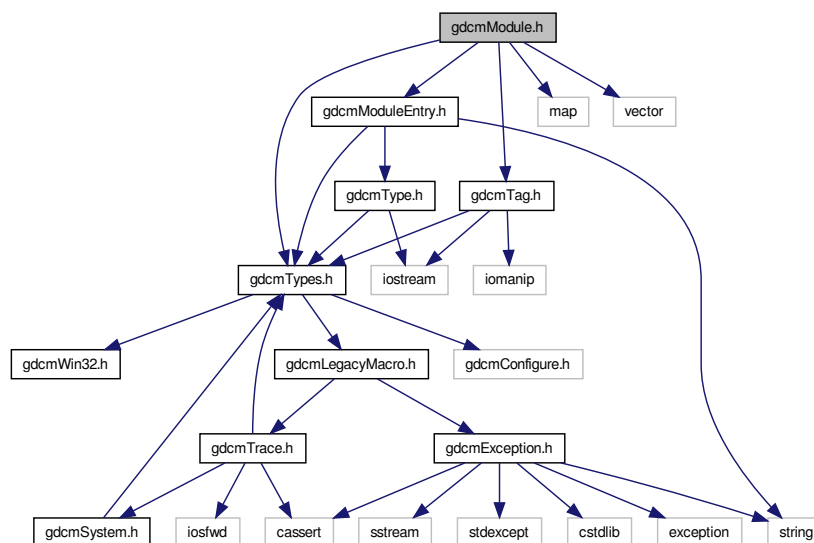 gdcmModule.h
gdcmModuleEntry.h
map
vector
gdcmType.h
gdcmTag.h
gdcmTypes.h
iostream
iomanip
gdcmWin32.h
gdcmLegacyMacro.h
gdcmConfigure.h
gdcmTrace.h
gdcmException.h
gdcmSystem.h
iosfwd
cassert
sstream
stdexcept
cstdlib
exception
string